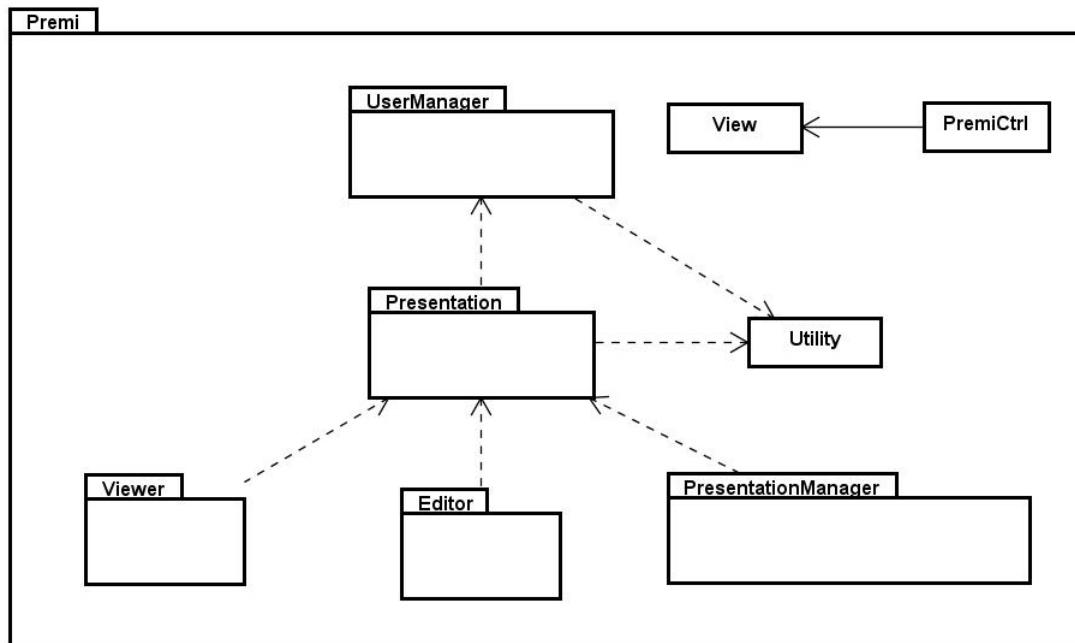 Premi
UserManager
View
PremiCtrl
Presentation
Utility
Viewer
Editor
PresentationManager